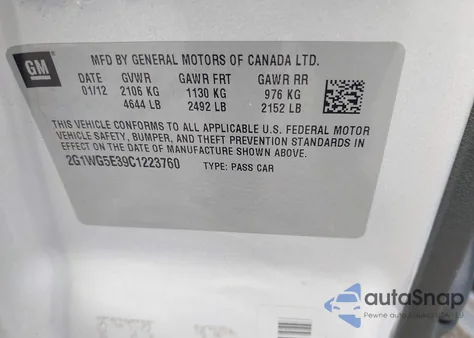 GM
MFD BY GENERAL MOTORS OF CANADA LTD.
DATE GVWR GAWR FRT GAWR RR
01/12 2106 KG 1130 KG 976 KG
4644 LB 2492 LB 2152 LB
THIS VEHICLE CONFORMS TO ALL APPLICABLE U.S. FEDERAL MOTOR
VEHICLE SAFETY, BUMPER, AND THEFT PREVENTION STANDARDS IN
EFFECT ON THE DATE OF MANUFACTURE SHOWN ABOVE.
2G1WG5E39C1223760 TYPE: PASS CAR
autoSnap
Pewne auto